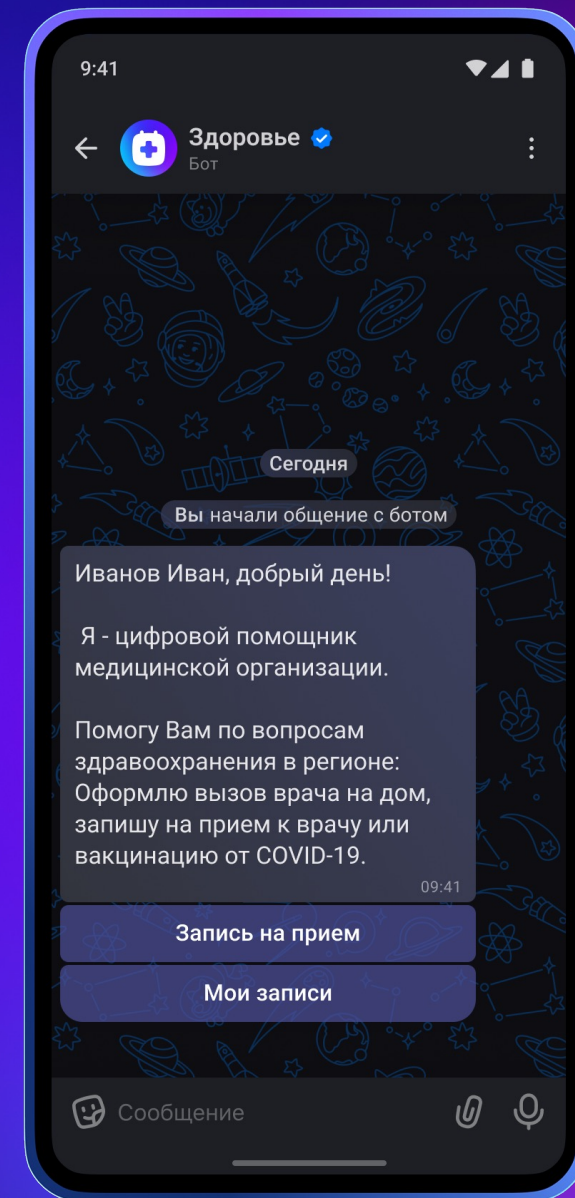 9:41
Здоровье
Бот
Сегодня
Вы начали общение с ботом
Иванов Иван, добрый день!
Я - цифровой помощник
медицинской организации.
Помогу Вам по вопросам
здравоохранения в регионе:
Оформлю вызов врача на дом,
запишу на прием к врачу или
вакцинацию от COVID-19.
09:41
Запись на прием
Мои записи
Сообщение